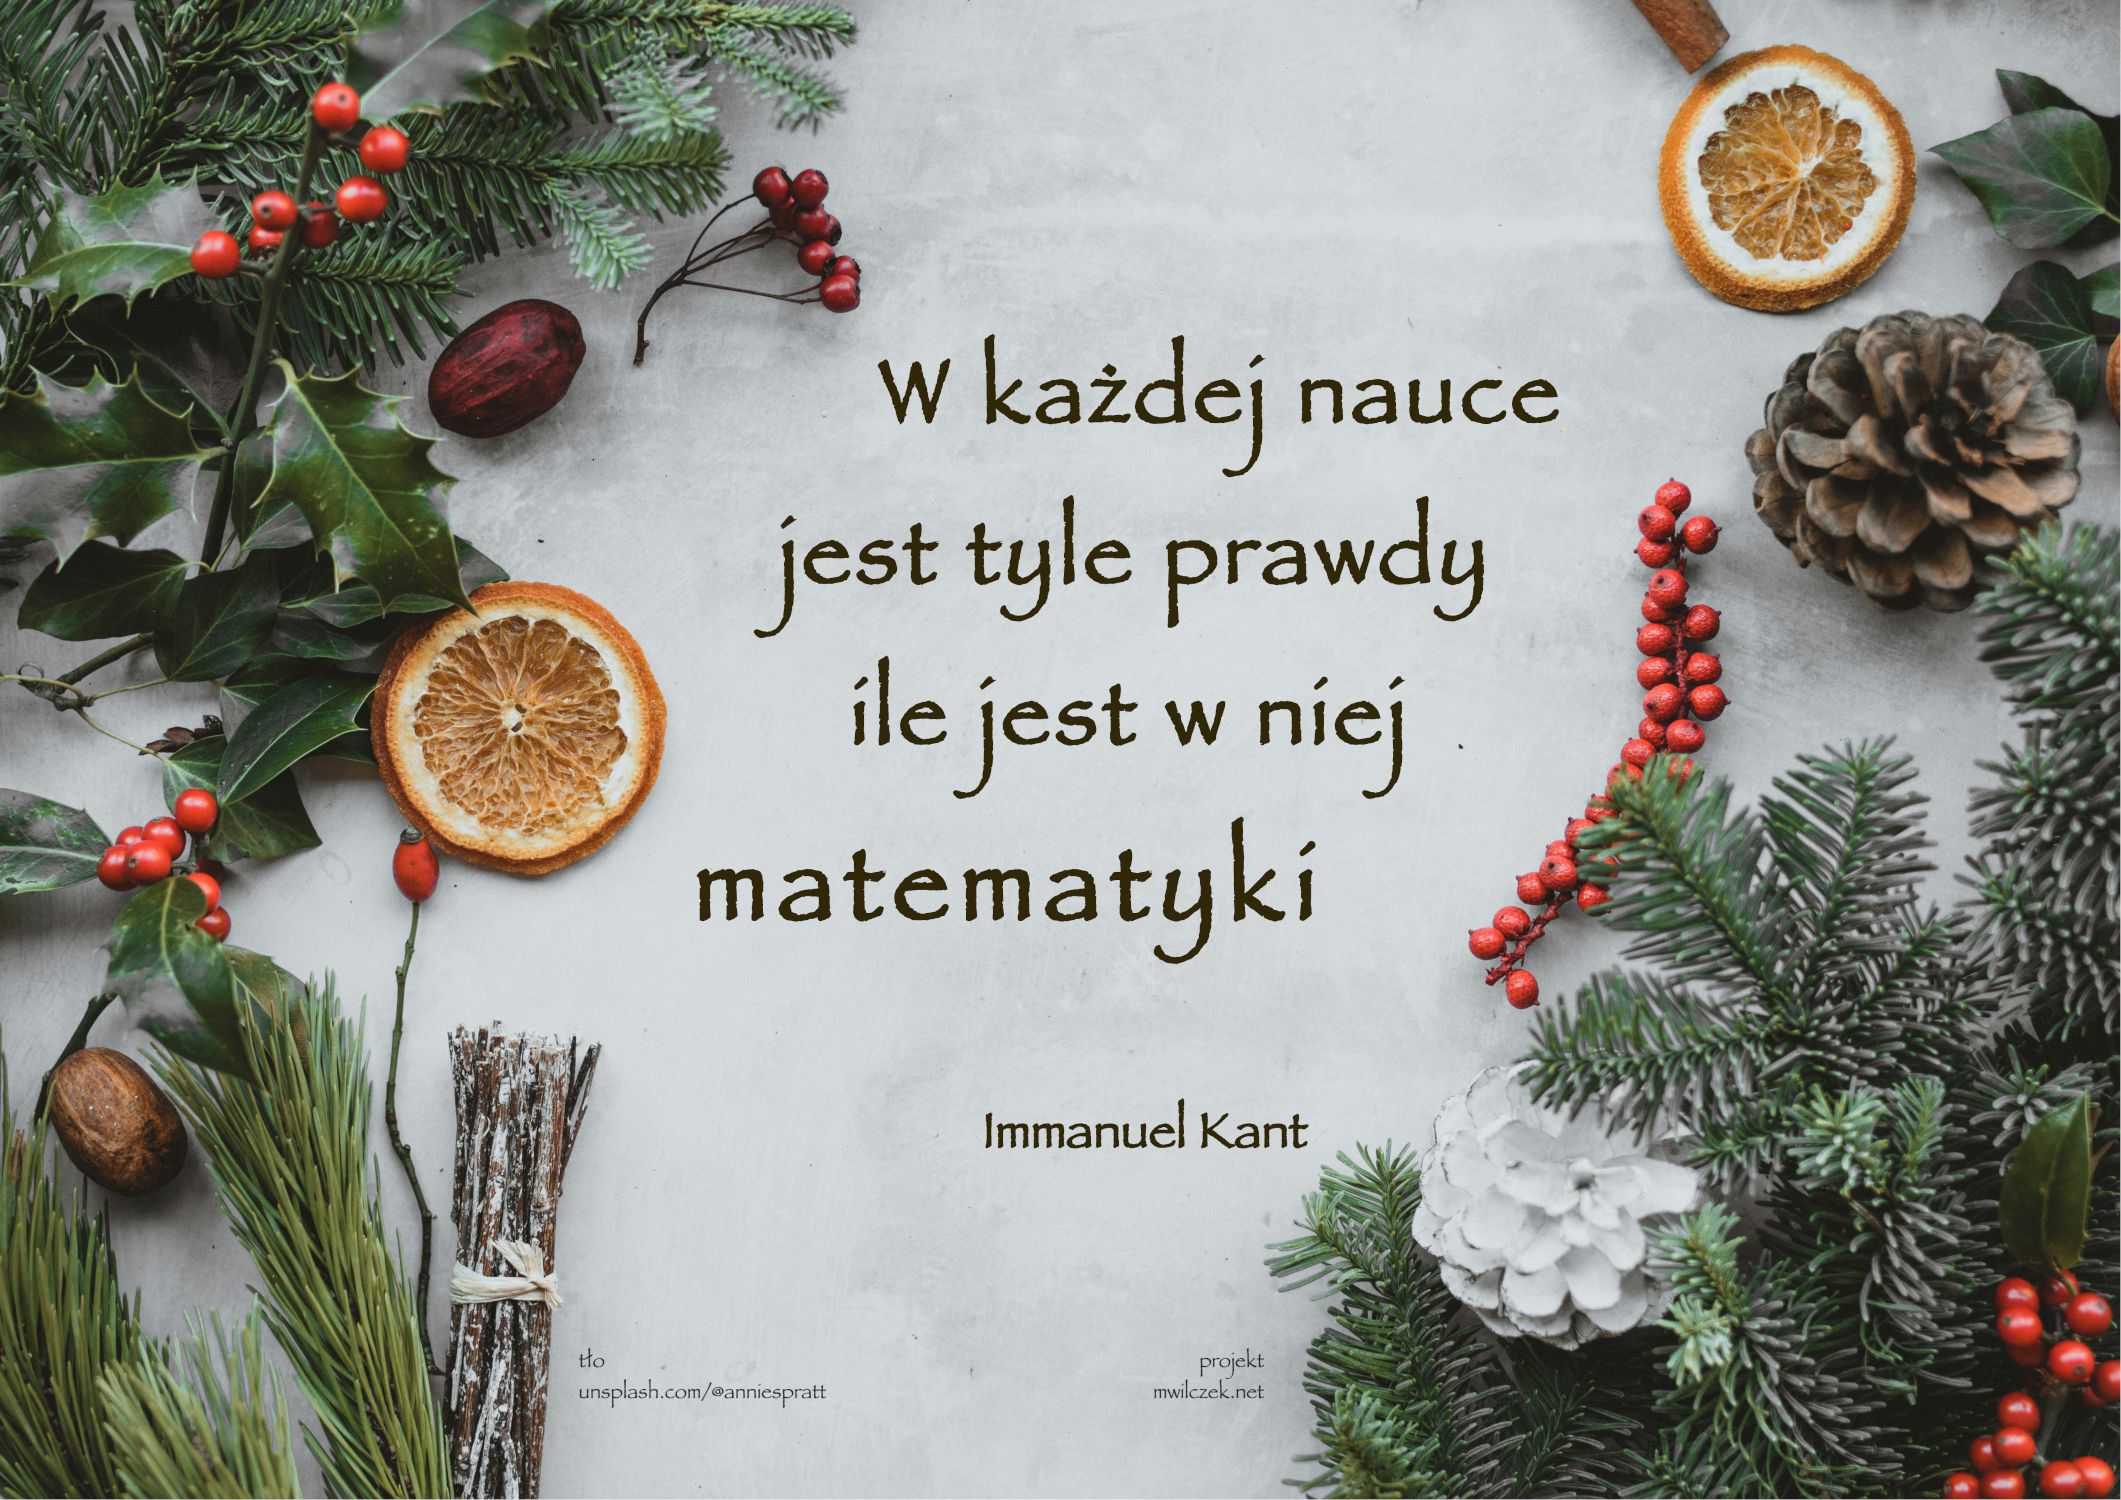 W każdej nauce
jest tyle prawdy
ile jest w niej
matematyki
Immanuel Kant
tło
unsplash.com/@anniespratt
projekt
mwilczek.net